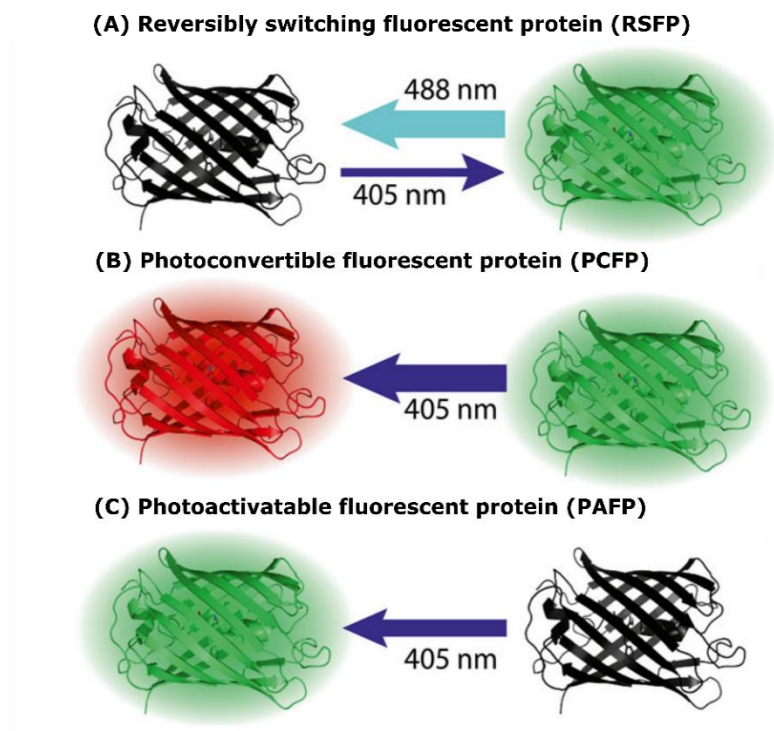 (A) Reversibly switching fluorescent protein (RSFP)
488 nm
405 nm
(B) Photoconvertible fluorescent protein (PCFP)
405 nm
(C) Photoactivatable fluorescent protein (PAFP)
405 nm